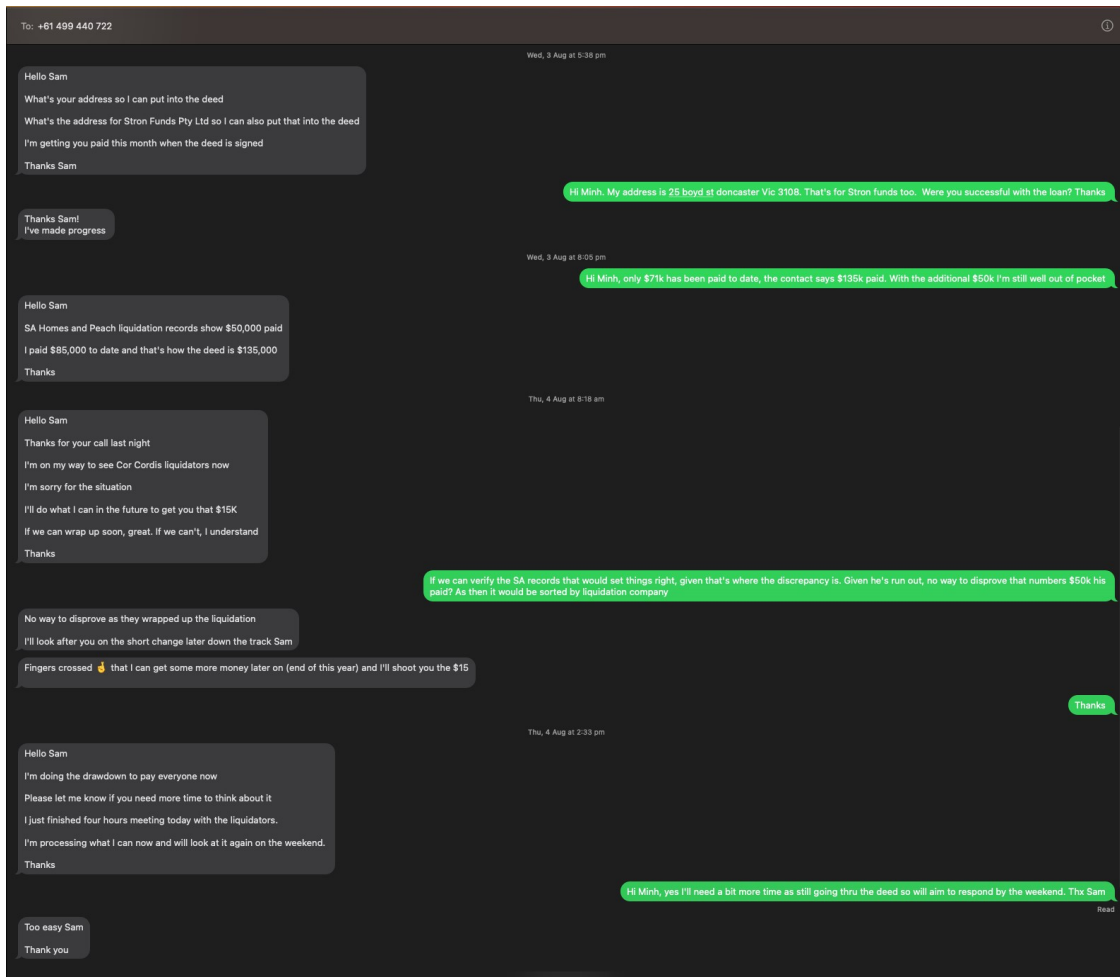 To: +61 499 440 722
Wed, 3 Aug at 5:38 pm
Hello Sam
What's your address so I can put into the deed
What's the address for Stron Funds Pty Ltd so I can also put that into the deed
I'm getting you paid this month when the deed is signed
Thanks Sam
Hi Minh. My address is 25 boyd st doncaster Vic 3108. That's for Stron funds too.  Were you successful with the loan? Thanks
Thanks Sam!
I've made progress
Wed, 3 Aug at 8:05 pm
Hi Minh, only $71k has been paid to date, the contact says $135k paid. With the additional $50k I'm still well out of pocket
Hello Sam
SA Homes and Peach liquidation records show $50,000 paid
I paid $85,000 to date and that's how the deed is $135,000
Thanks
Thu, 4 Aug at 8:18 am
Hello Sam
Thanks for your call last night
I'm on my way to see Cor Cordis liquidators now
I'm sorry for the situation
I'll do what I can in the future to get you that $15K
If we can wrap up soon, great. If we can't, I understand
Thanks
If we can verify the SA records that would set things right, given that's where the discrepancy is. Given he's run out, no way to disprove that numbers $50k his
paid? As then it would be sorted by liquidation company
No way to disprove as they wrapped up the liquidation
I'll look after you on the short change later down the track Sam
Fingers crossed 🤞 that I can get some more money later on (end of this year) and I'll shoot you the $15
Thanks
Thu, 4 Aug at 2:33 pm
Hello Sam
I'm doing the drawdown to pay everyone now
Please let me know if you need more time to think about it
I just finished four hours meeting today with the liquidators.
I'm processing what I can now and will look at it again on the weekend.
Thanks
Hi Minh, yes I'll need a bit more time as still going thru the deed so will aim to respond by the weekend. Thx Sam
Read
Too easy Sam
Thank you